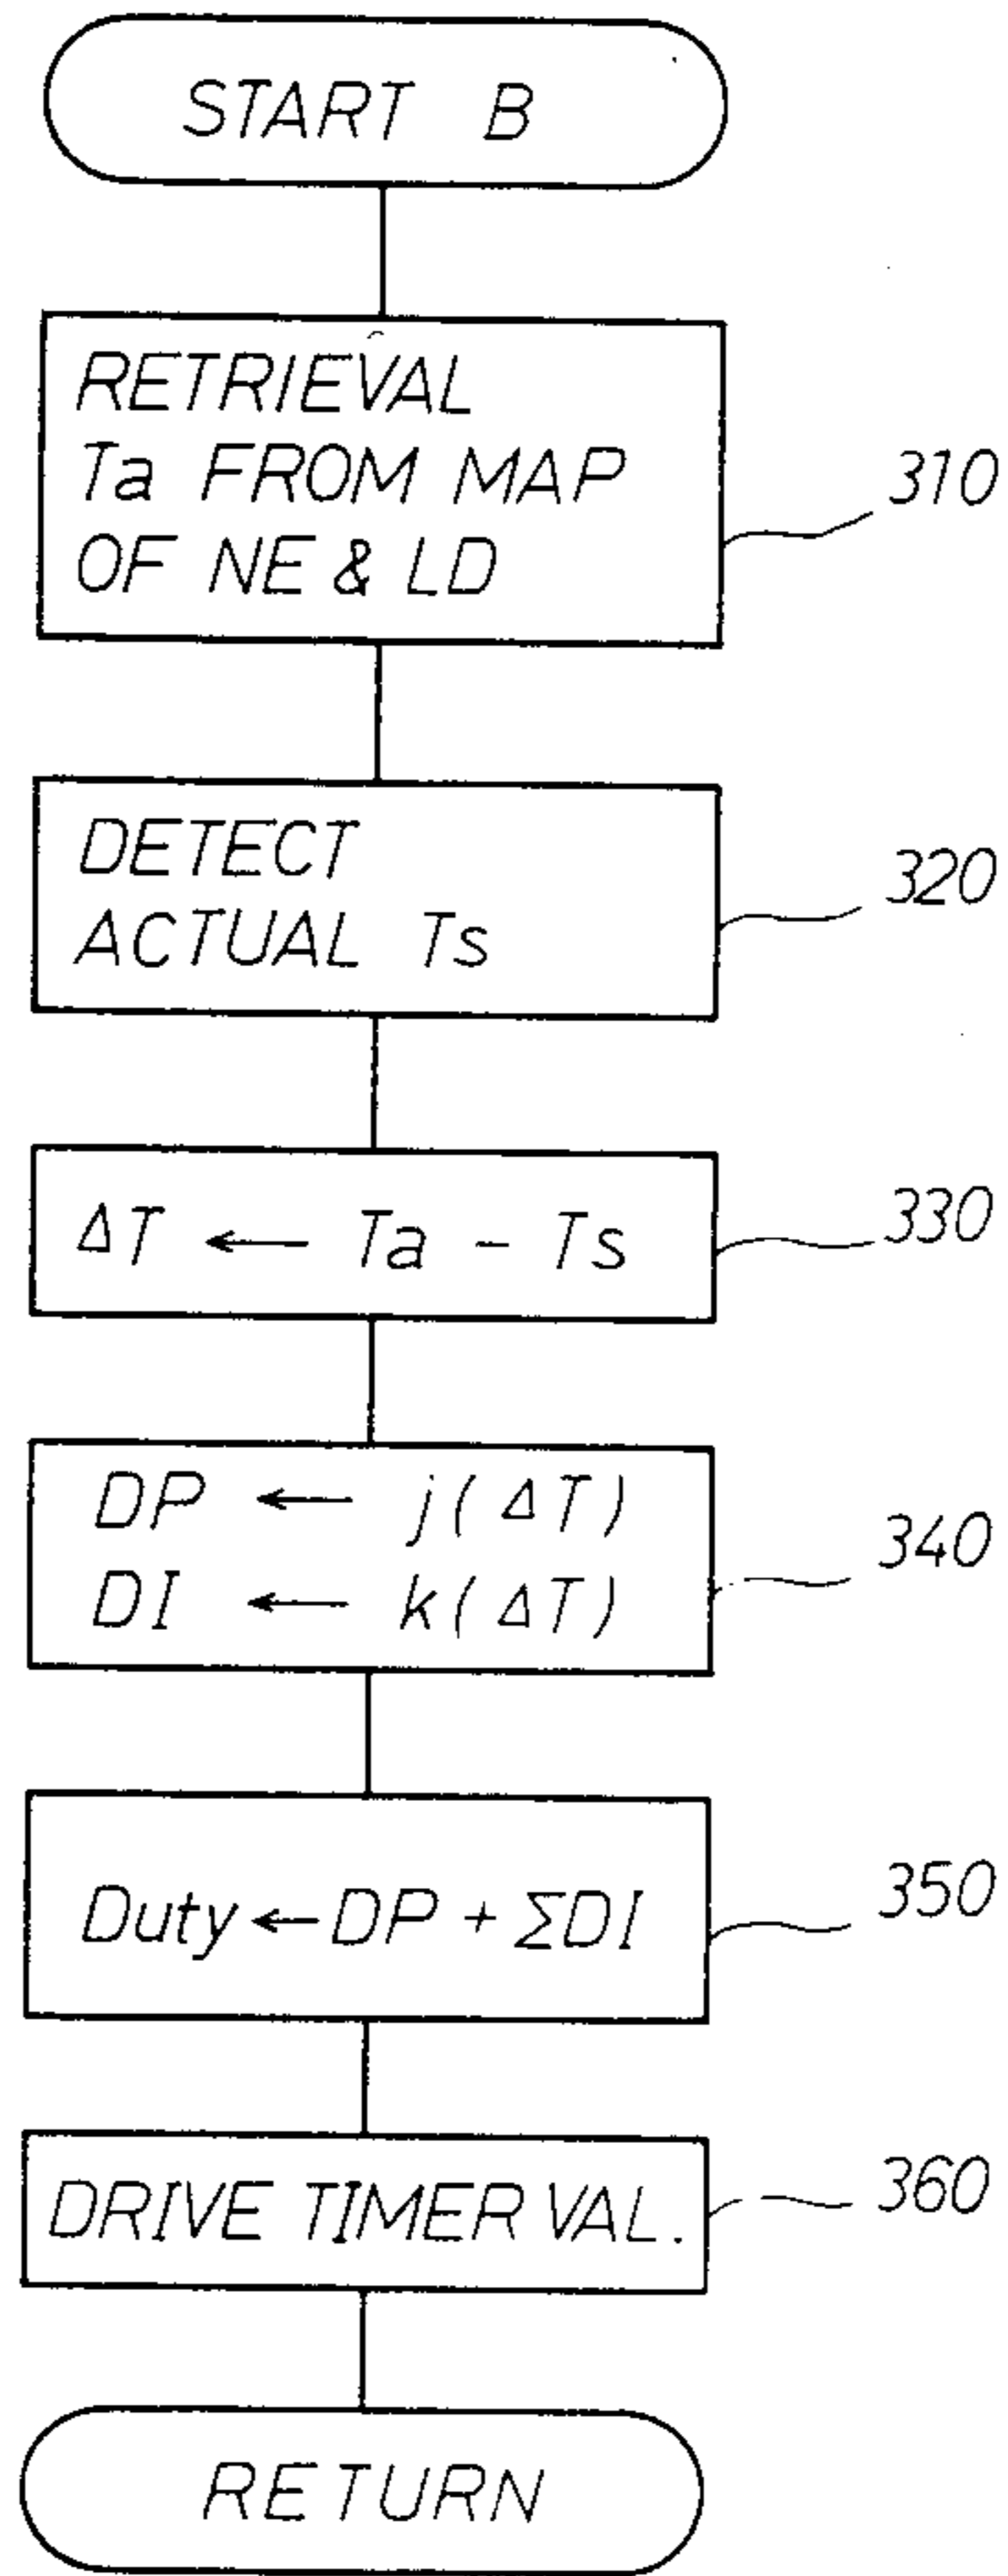 START B
RETRIEVAL
Ta FROM MAP
OF NE & LD
310
DETECT
ACTUAL Ts
320
ΔT ← Ta - Ts
330
DP ← j(ΔT)
DI ← k(ΔT)
340
Duty ← DP + ΣDI
350
DRIVE TIMER VAL.
360
RETURN